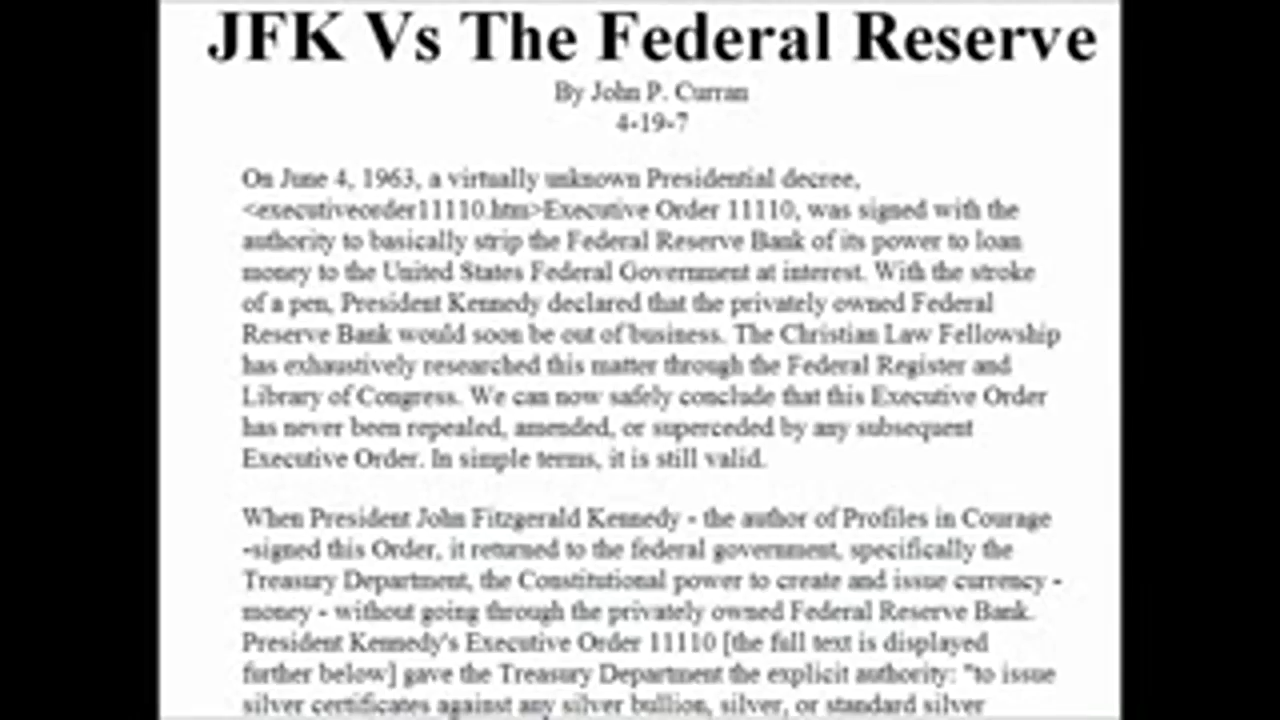 JFK Vs The Federal Reserve
By John P. Curran
4-19-7
On June 4, 1963, a virtually unknown Presidential decree,
<executiveorder11110.htm>Executive Order 11110, was signed with the
authority to basically strip the Federal Reserve Bank of its power to loan
money to the United States Federal Government at interest. With the stroke
of a pen, President Kennedy declared that the privately owned Federal
Reserve Bank would soon be out of business. The Christian Law Fellowship
has exhaustively researched this matter through the Federal Register and
Library of Congress. We can now safely conclude that this Executive Order
has never been repealed, amended, or superceded by any subsequent
Executive Order. In simple terms, it is still valid.
When President John Fitzgerald Kennedy - the author of Profiles in Courage
-signed this Order, it returned to the federal government, specifically the
Treasury Department, the Constitutional power to create and issue currency -
money - without going through the privately owned Federal Reserve Bank.
President Kennedy's Executive Order 11110 [the full text is displayed
further below] gave the Treasury Department the explicit authority: "to issue
silver certificates against any silver bullion, silver, or standard silver